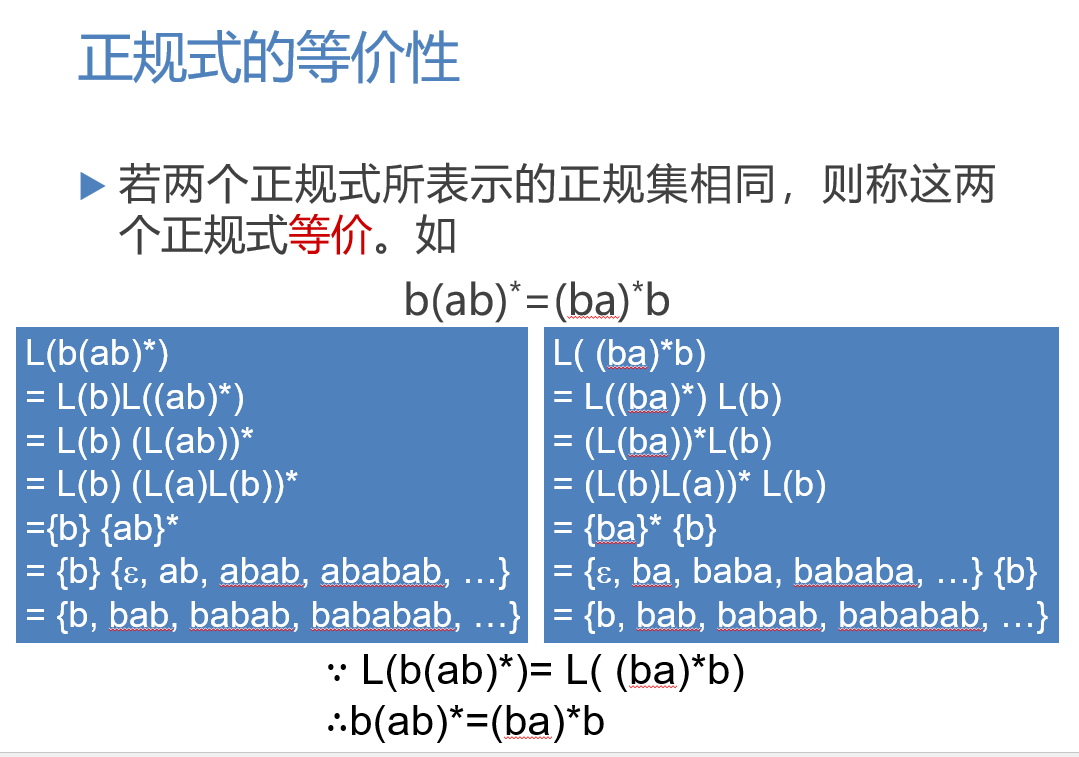 正规式的等价性
若两个正规式所表示的正规集相同，则称这两
个正规式等价。如
b(ab)*=(ba)*b
L(b(ab)*)
= L(b)L((ab)*)
= L(b) (L(ab))*
= L(b) (L(a)L(b))*
={b} {ab}*
= {b} {ε, ab, abab, ababab, …}
= {b, bab, babab, bababab, …}
L( (ba)*b)
= L((ba)*) L(b)
= (L(ba))*L(b)
= (L(b)L(a))* L(b)
= {ba}* {b}
= {ε, ba, baba, bababa, …} {b}
= {b, bab, babab, bababab, …}
∵ L(b(ab)*)= L( (ba)*b)
∴b(ab)*=(ba)*b